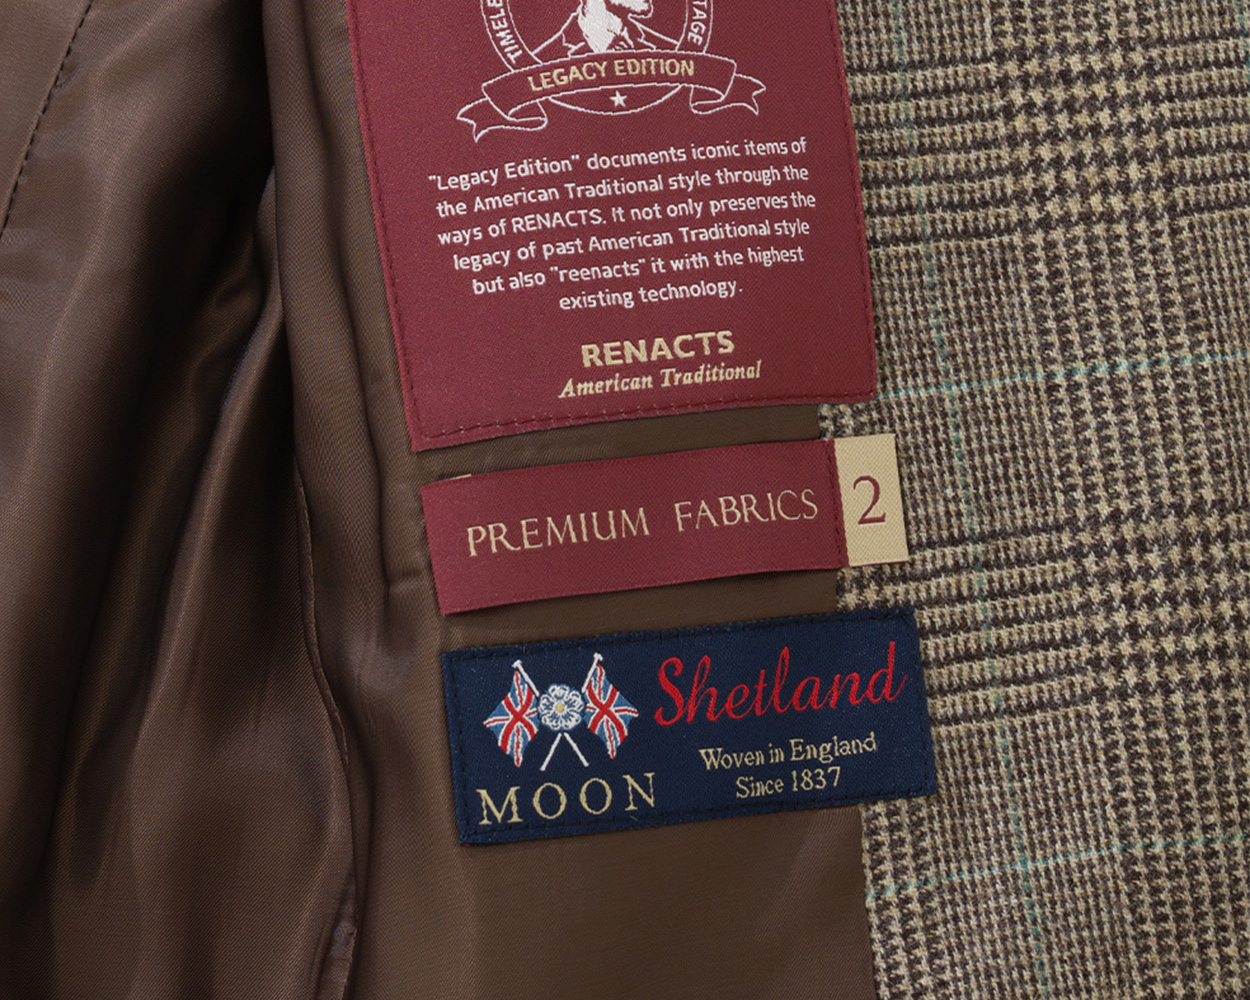 LEGACY EDITION
"Legacy Edition" documents iconic items of
the American Traditional style through the
ways of RENACTS. It not only preserves the
legacy of past American Traditional style
but also "reenacts" it with the highest
existing technology.
RENACTS
American Traditional
PREMIUM FABRICS 2
Shetland
Woven in England
Since 1837
MOON